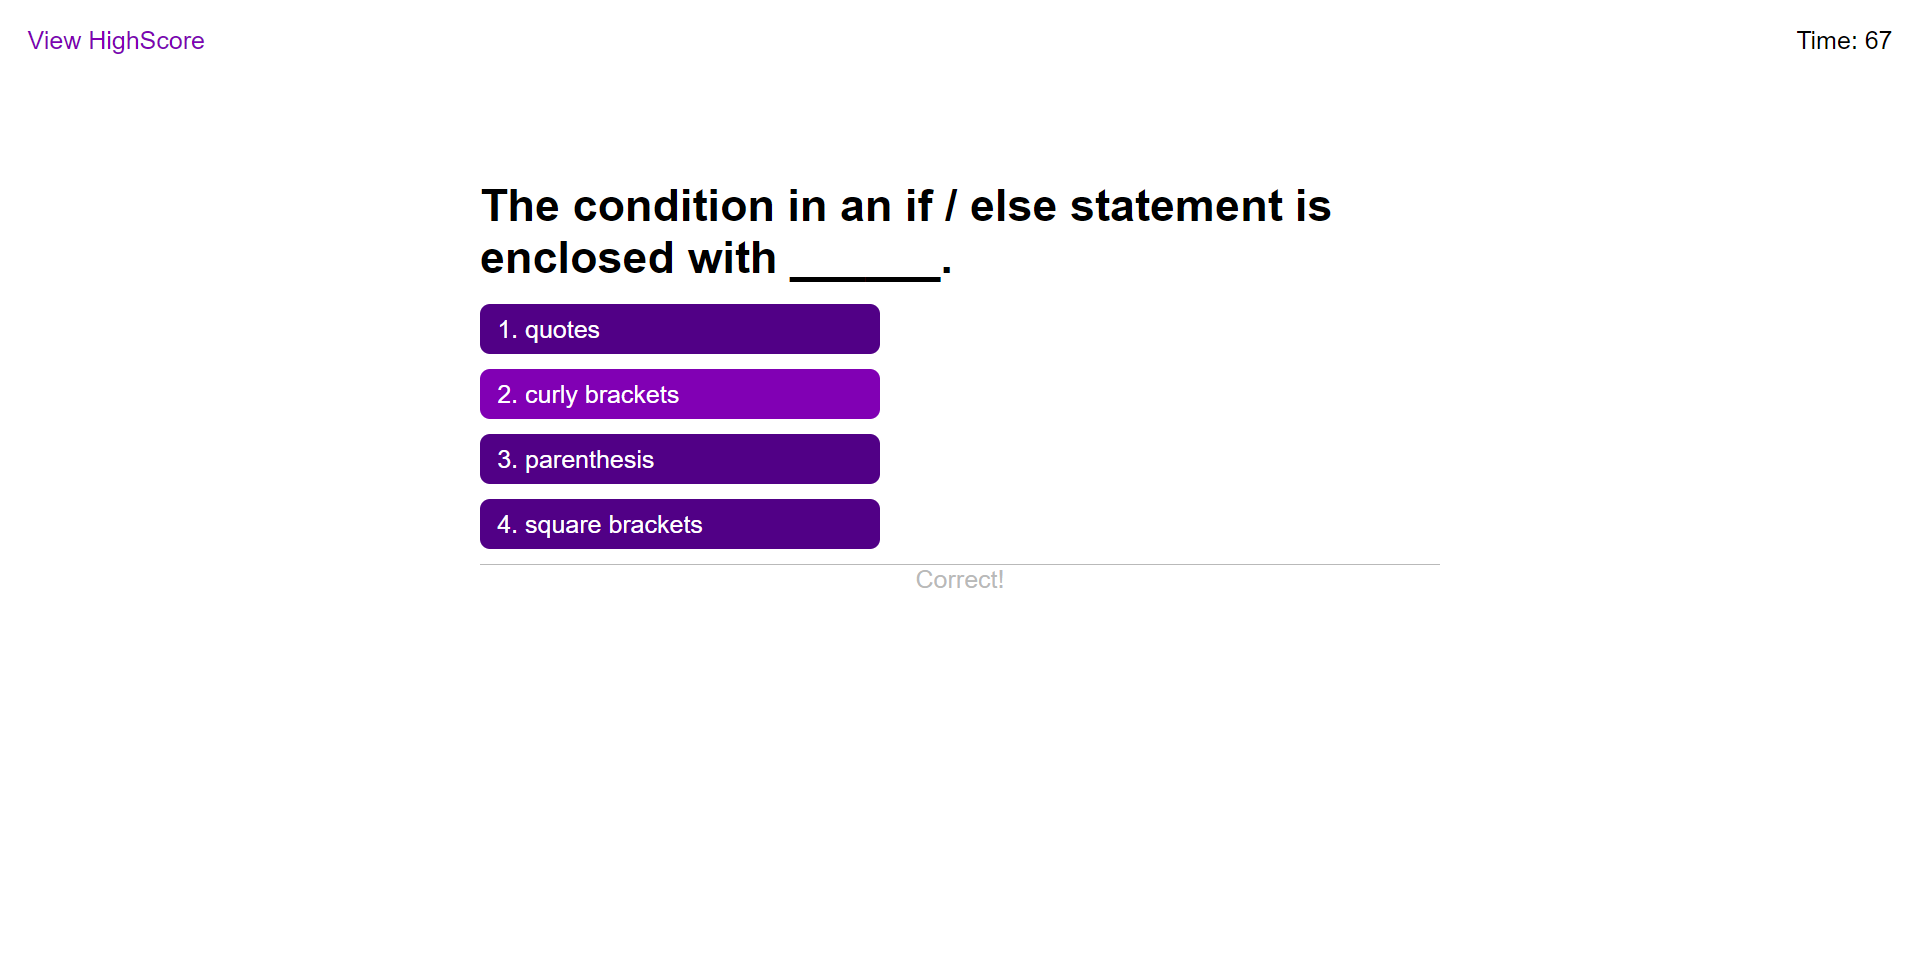 View HighScore
Time: 67
The condition in an if / else statement is
enclosed with ______.
1. quotes
2. curly brackets
3. parenthesis
4. square brackets
Correct!